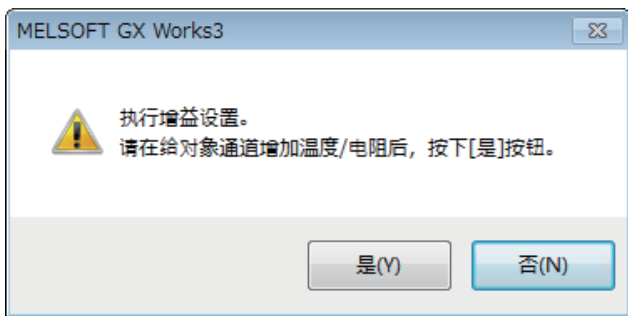 MELSOFT GX Works3
执行增益设置。
请在给对象通道增加温度/电阻后，按下[是]按钮。
是(Y)
否(N)